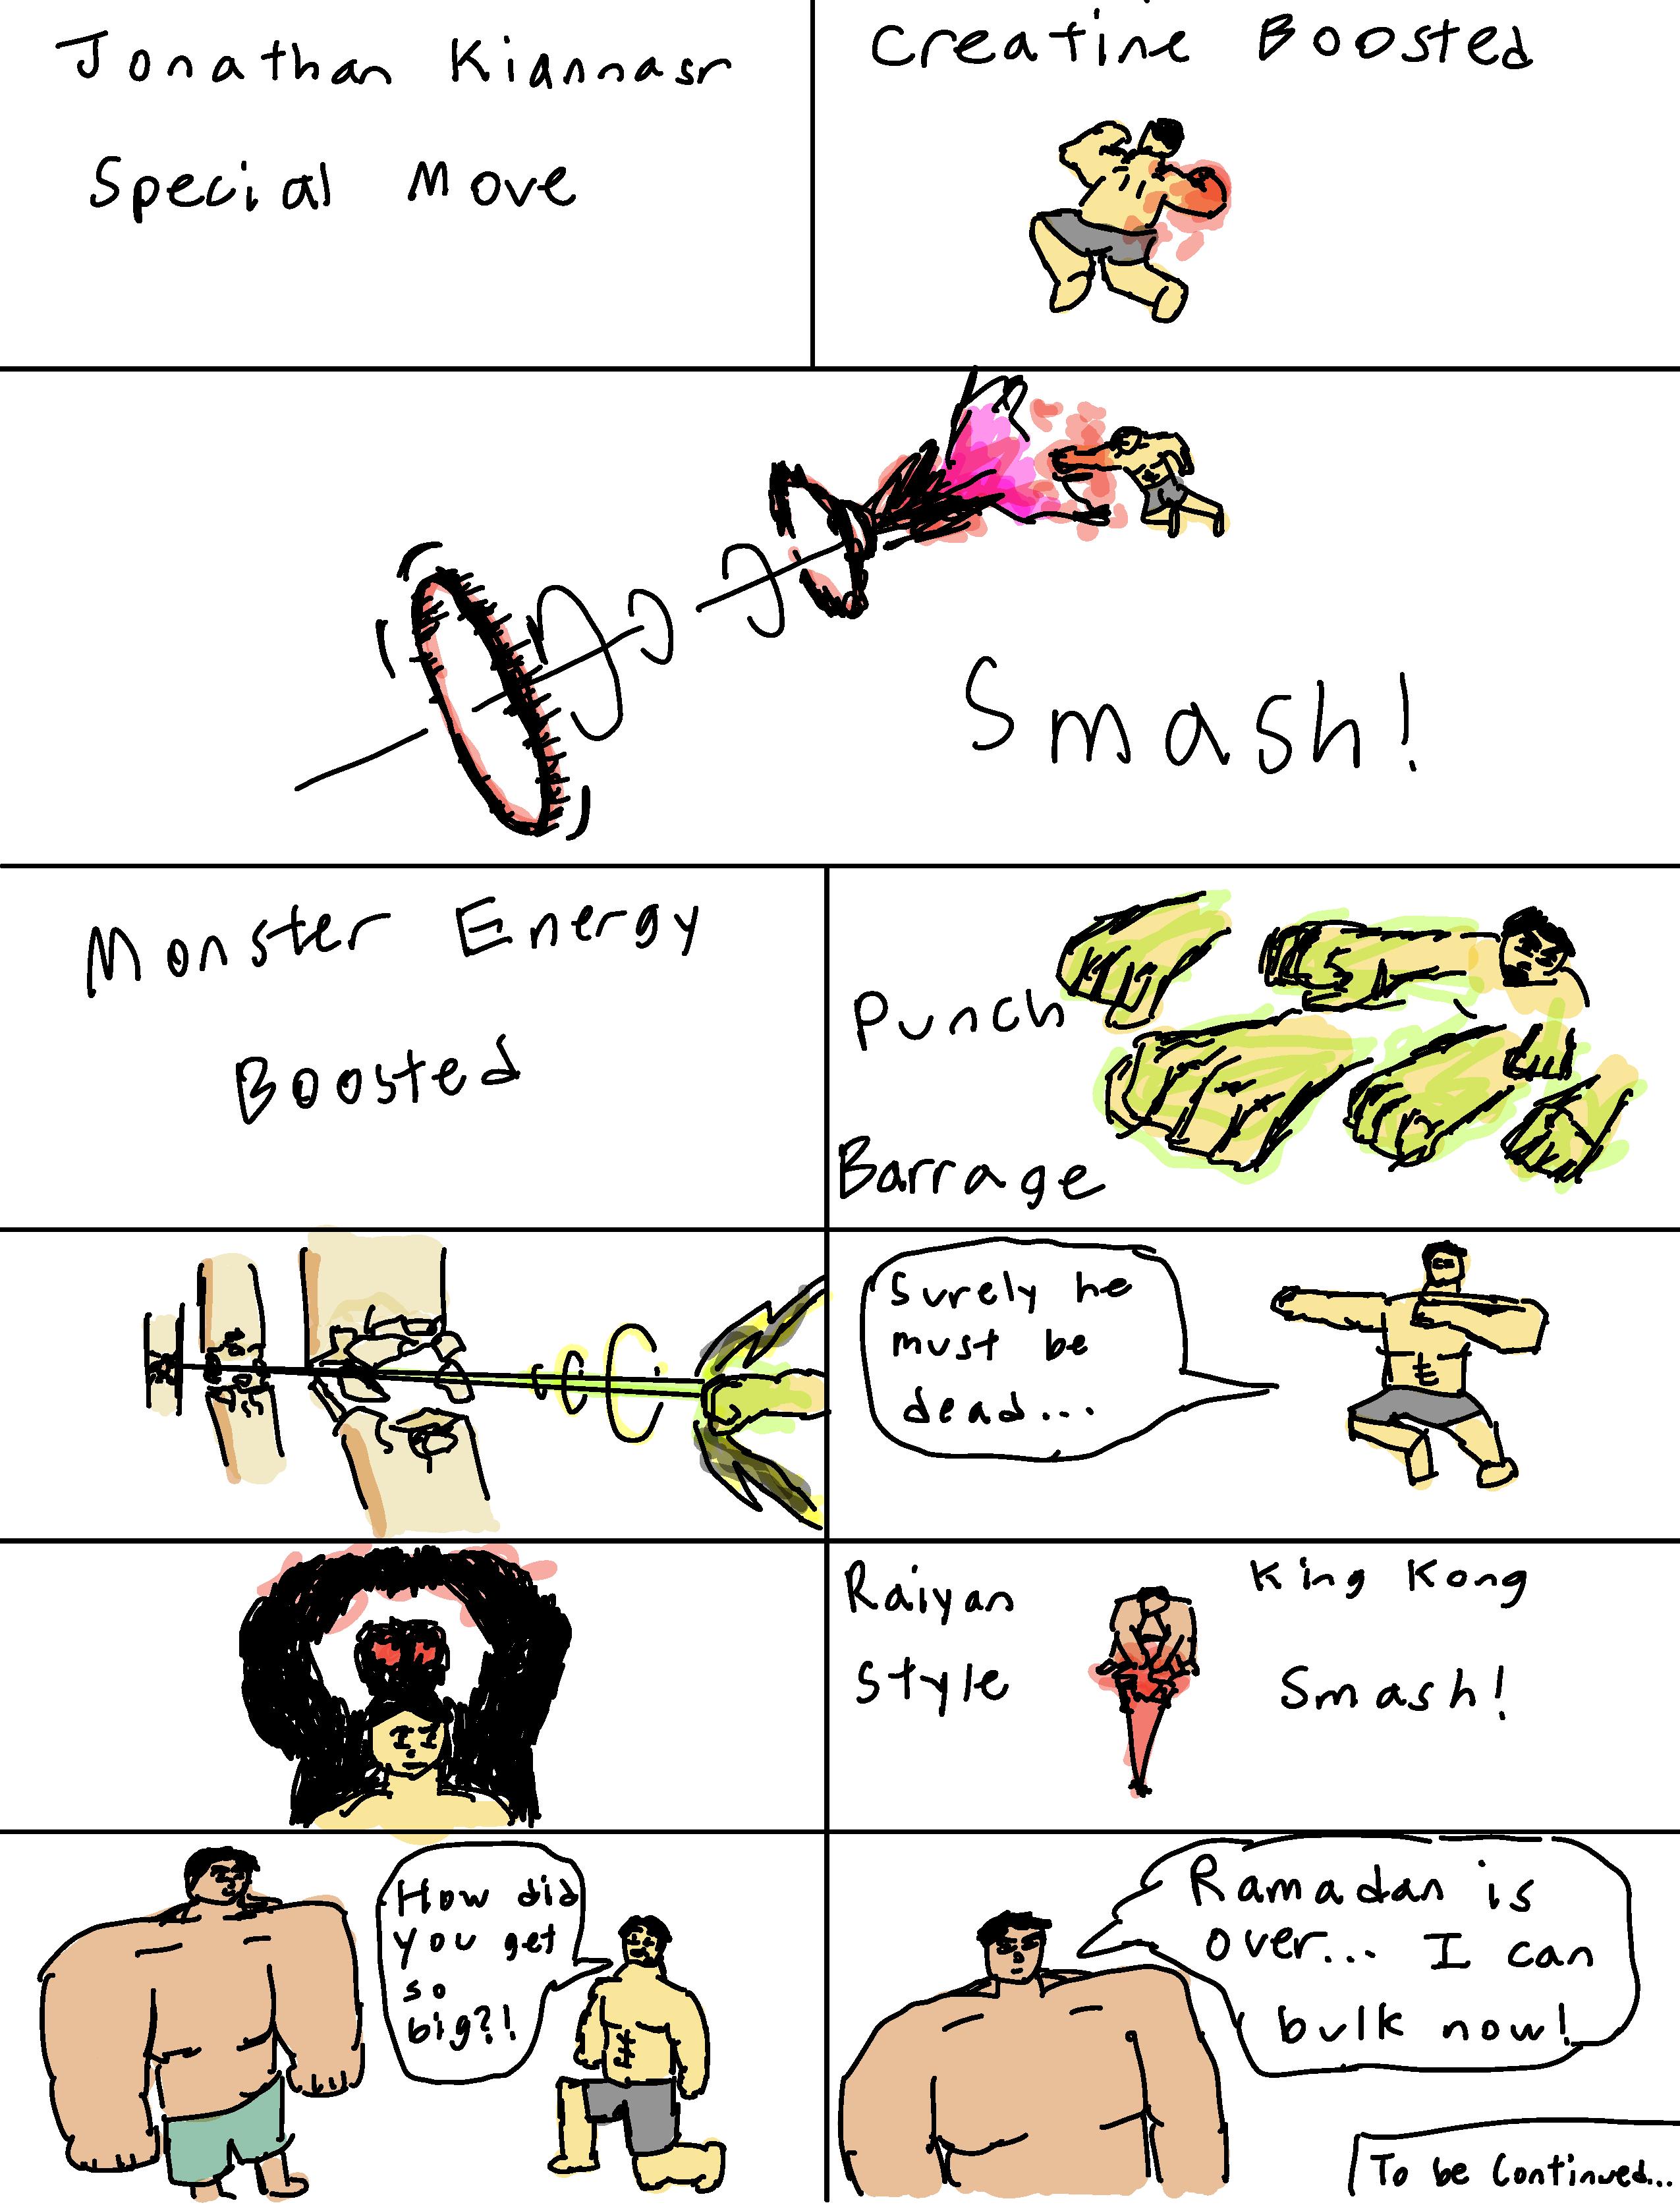 Jonathan Kiannasr
Special Move
Creatine Boosted
Smash!
Monster Energy
Boosted
Punch
Barrage
Surely he
must be
dead...
Raiyan
Style
King Kong
Smash!
How did
you get
so
big?!
Ramadan is
over... I can
bulk now!
To be Continued...